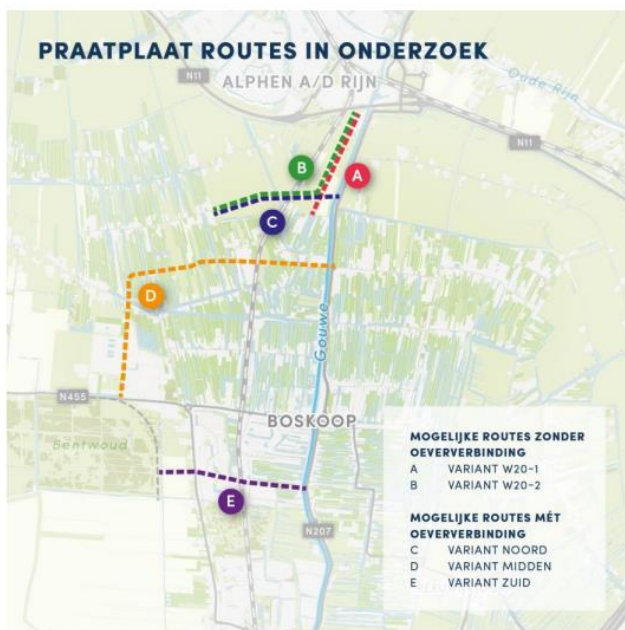 PRAATPLAAT ROUTES IN ONDERZOEK
N11
ALPHEN A/D RIJN
Oude Rijn
N11
B
A
C
D
Gouwe
N455
BOSKOOP
Bentwoud
E
N207
MOGELIJKE ROUTES ZONDER
OEVERVERBINDING
A VARIANT W20-1
B VARIANT W20-2
MOGELIJKE ROUTES MÉT
OEVERVERBINDING
C VARIANT NOORD
D VARIANT MIDDEN
E VARIANT ZUID